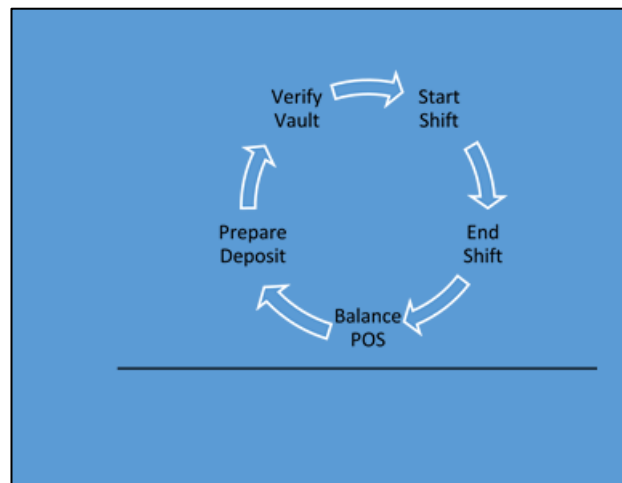 Verify
Vault
Start
Shift
End
Shift
Balance
POS
Prepare
Deposit